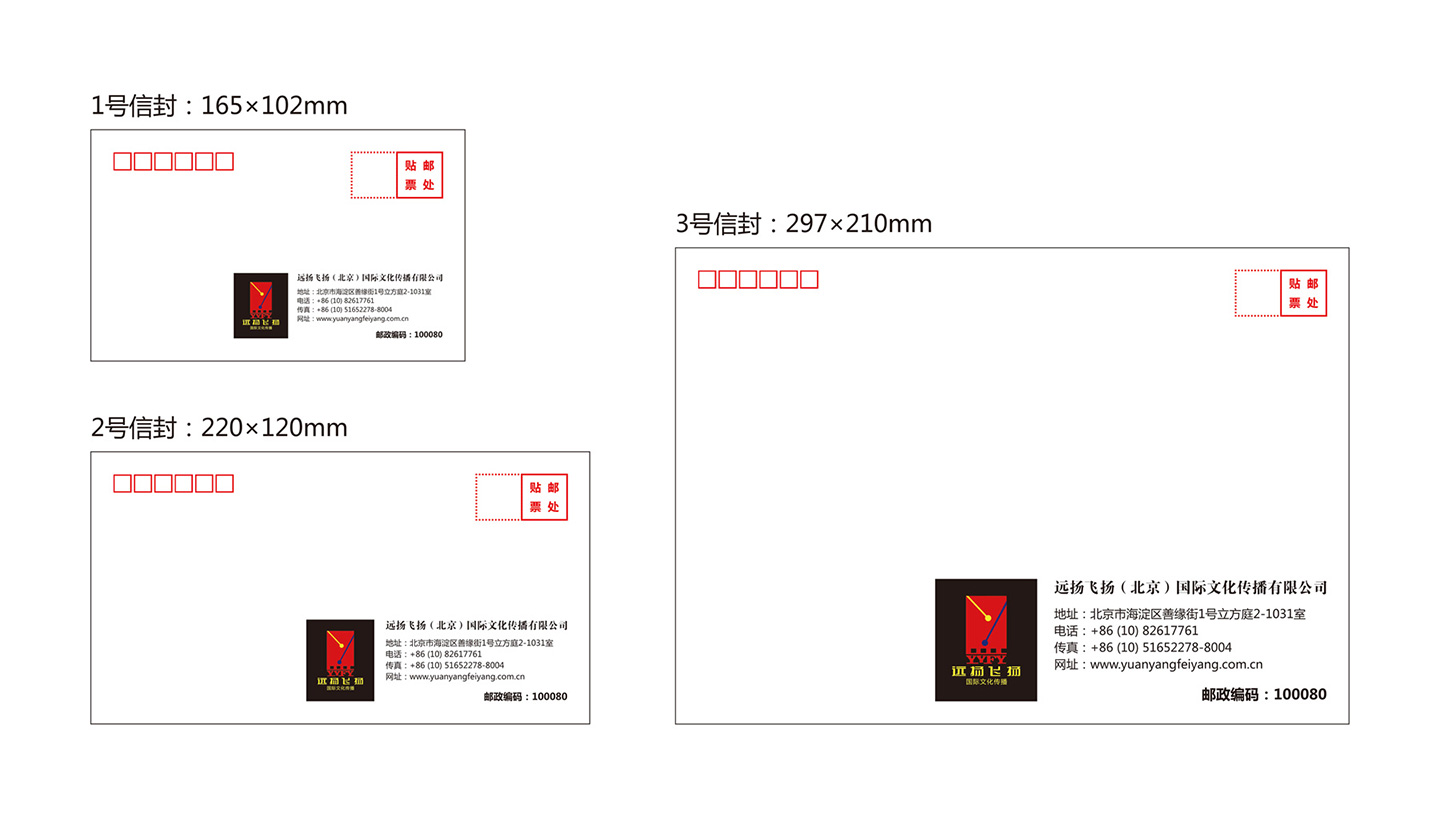 1号信封：165×102mm
贴 邮
票 处
远扬飞扬（北京）国际文化传播有限公司
地址：北京市海淀区善缘街1号立方庭2-1031室
电话：+86 (10) 82617761
传真：+86 (10) 51652278-8004
网址：www.yuanyangfeiyang.com.cn
邮政编码：100080
YYFY
远扬飞扬
国际文化传播
2号信封：220×120mm
贴 邮
票 处
远扬飞扬（北京）国际文化传播有限公司
地址：北京市海淀区善缘街1号立方庭2-1031室
电话：+86 (10) 82617761
传真：+86 (10) 51652278-8004
网址：www.yuanyangfeiyang.com.cn
邮政编码：100080
YYFY
远扬飞扬
国际文化传播
3号信封：297×210mm
贴 邮
票 处
远扬飞扬（北京）国际文化传播有限公司
地址：北京市海淀区善缘街1号立方庭2-1031室
电话：+86 (10) 82617761
传真：+86 (10) 51652278-8004
网址：www.yuanyangfeiyang.com.cn
邮政编码：100080
YYFY
远扬飞扬
国际文化传播